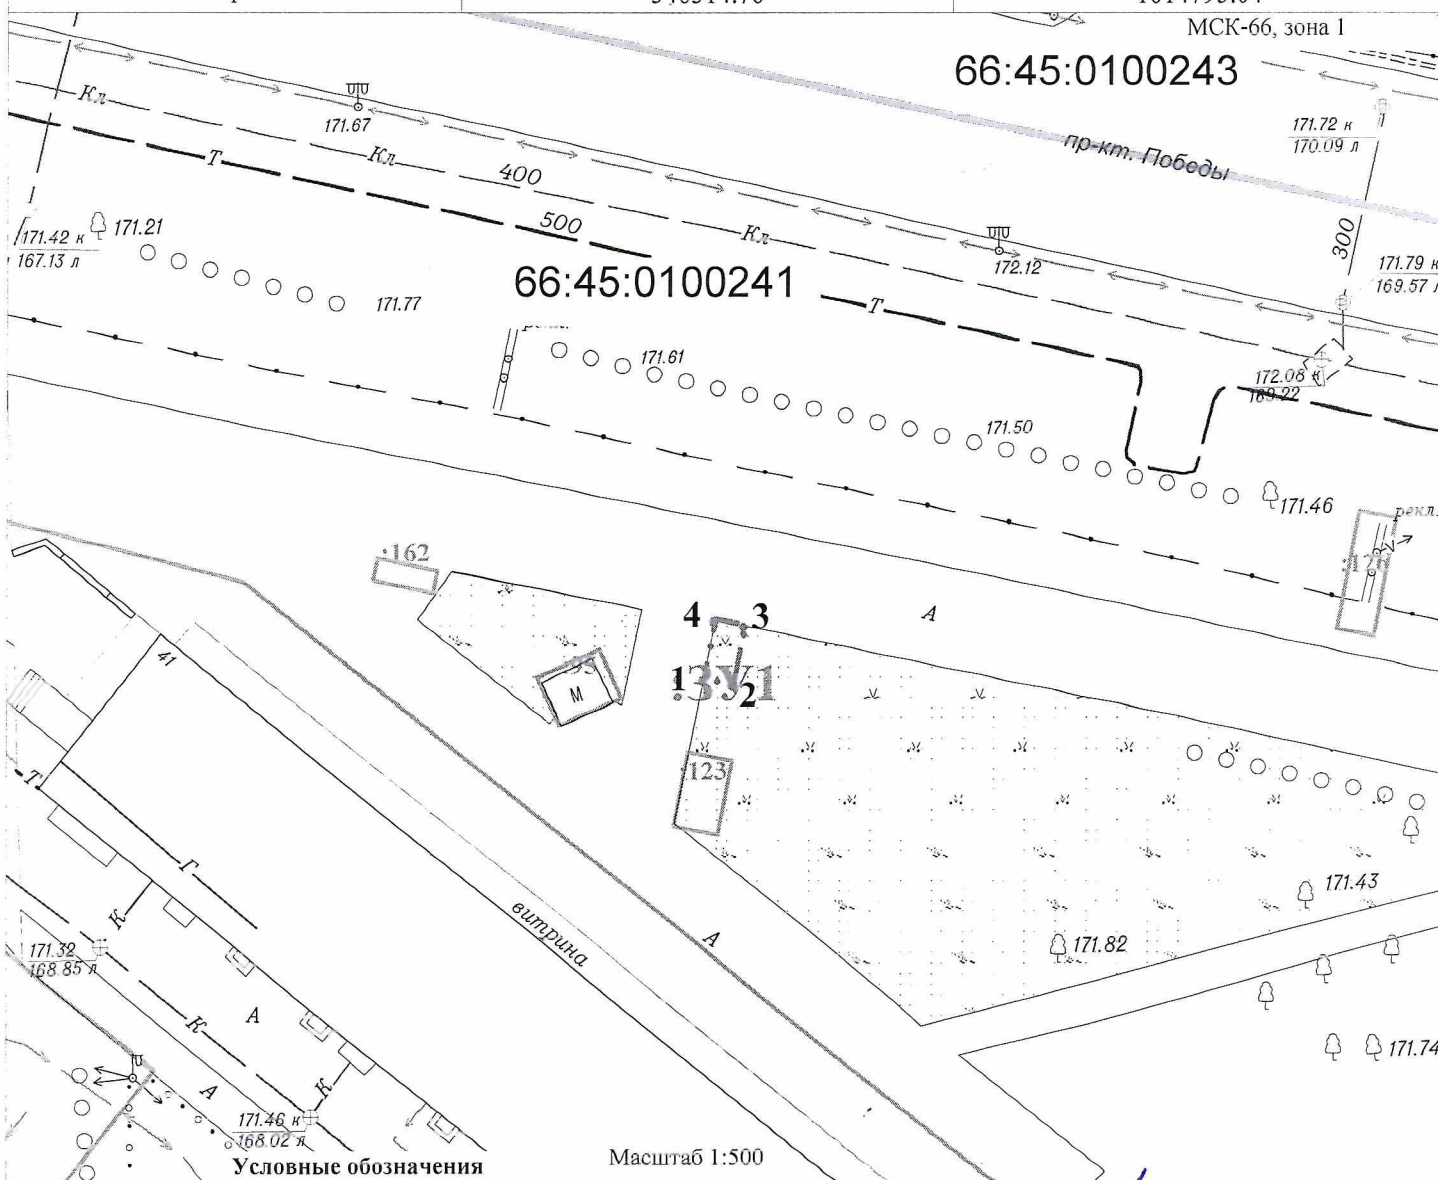 МСК-66, зона 1
66:45:0100243
Кл
171.67
171.72 к
170.09 л
пр-кт. Победы
Т
Кл
400
500
171.21
171.42 к
167.13 л
Кл
300
172.12
171.79 к
169.57 л
66:45:0100241
171.77
Т
171.61
172.08 к
169.22
171.50
171.46
рекл.
:162
4
3
А
41
М
1
:ЗУ1
2
:123
Т
Г
171.43
К
витрина
А
171.82
171.32
168.85 л
К
А
171.74
А
К
171.46 к
168.02 л
Масштаб 1:500
Условные обозначения